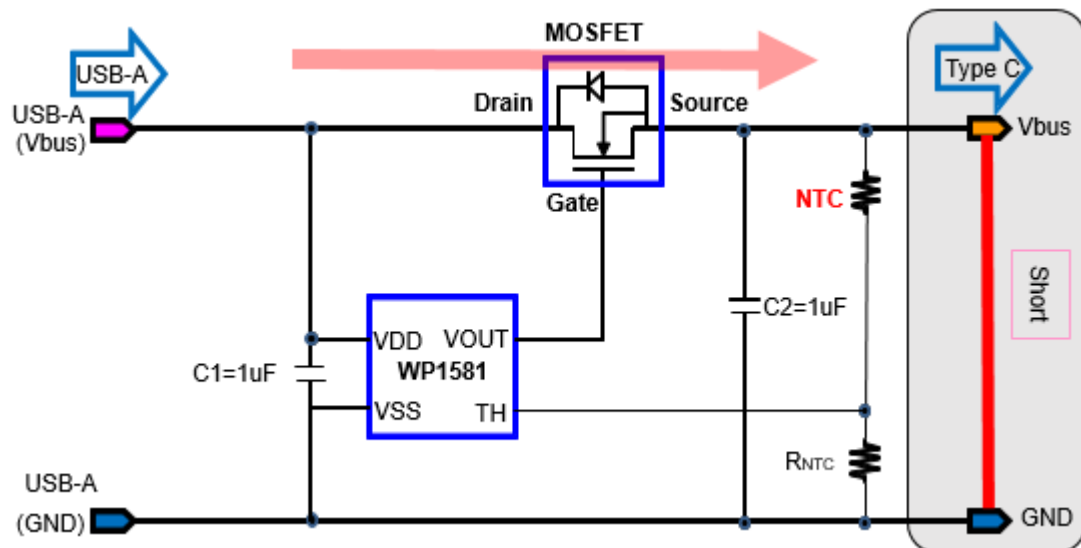 MOSFET
USB-A
Type C
Drain
Source
USB-A
(Vbus)
Vbus
Gate
NTC
Short
C2=1uF
VDD
VOUT
C1=1uF
WP1581
VSS
TH
RNTC
USB-A
(GND)
GND